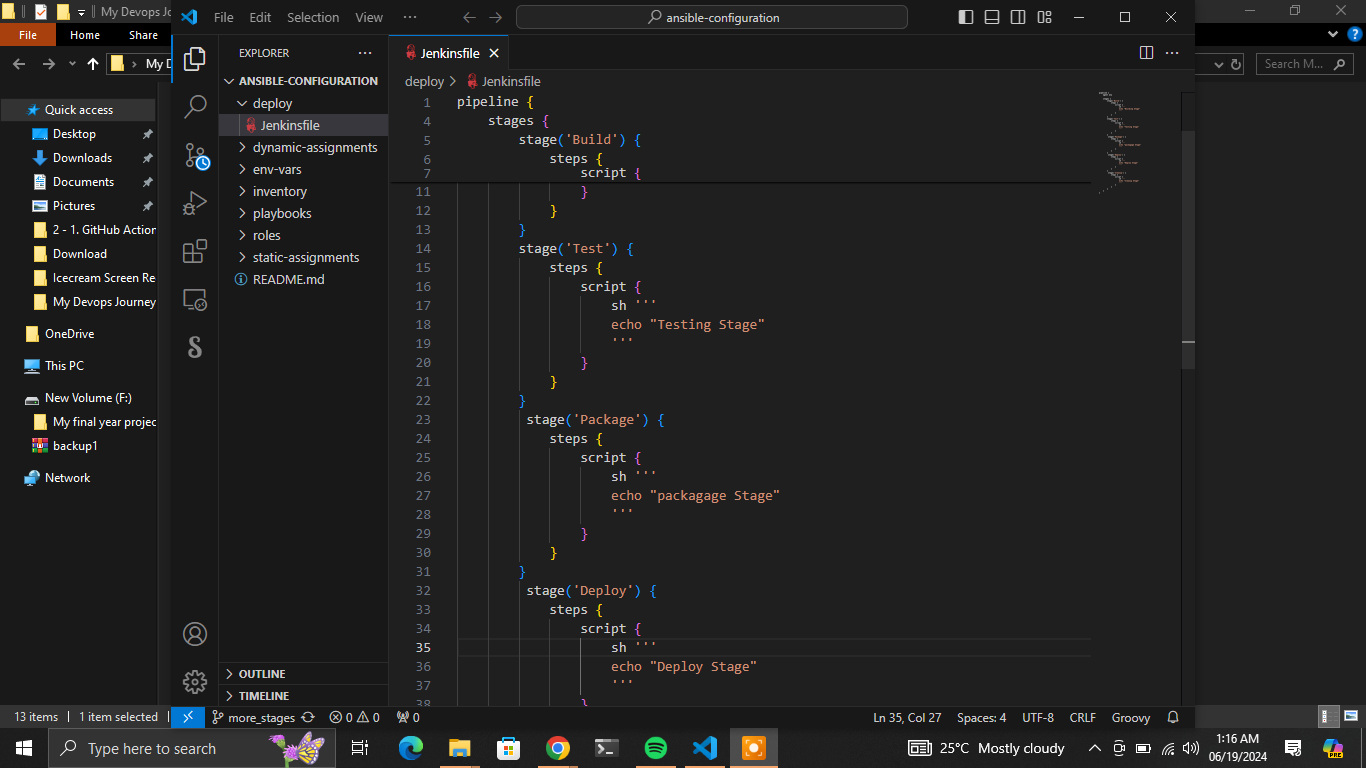 My Devops Jo
File
Home
Share
My D
Search M...
Quick access
Desktop
Downloads
Documents
Pictures
2 - 1. GitHub Action
Download
Icecream Screen Re
My Devops Journey
OneDrive
This PC
New Volume (F:)
My final year projec
backup1
Network
13 items
1 item selected
File
Edit
Selection
View
ansible-configuration
EXPLORER
ANSIBLE-CONFIGURATION
deploy
Jenkinsfile
dynamic-assignments
env-vars
inventory
playbooks
roles
static-assignments
README.md
OUTLINE
TIMELINE
Jenkinsfile
deploy > Jenkinsfile
1 pipeline {
4 stages {
5 stage('Build') {
6 steps {
7 script {
11 }
12 }
13 }
14 stage('Test') {
15 steps {
16 script {
17 sh '''
18 echo "Testing Stage"
19 '''
20 }
21 }
22 }
23 stage('Package') {
24 steps {
25 script {
26 sh '''
27 echo "packagage Stage"
28 '''
29 }
30 }
31 }
32 stage('Deploy') {
33 steps {
34 script {
35 sh '''
36 echo "Deploy Stage"
37 '''
38 }
more_stages
0 0
0
Ln 35, Col 27
Spaces: 4
UTF-8
CRLF
Groovy
Type here to search
25°C Mostly cloudy
1:16 AM
06/19/2024
PRE